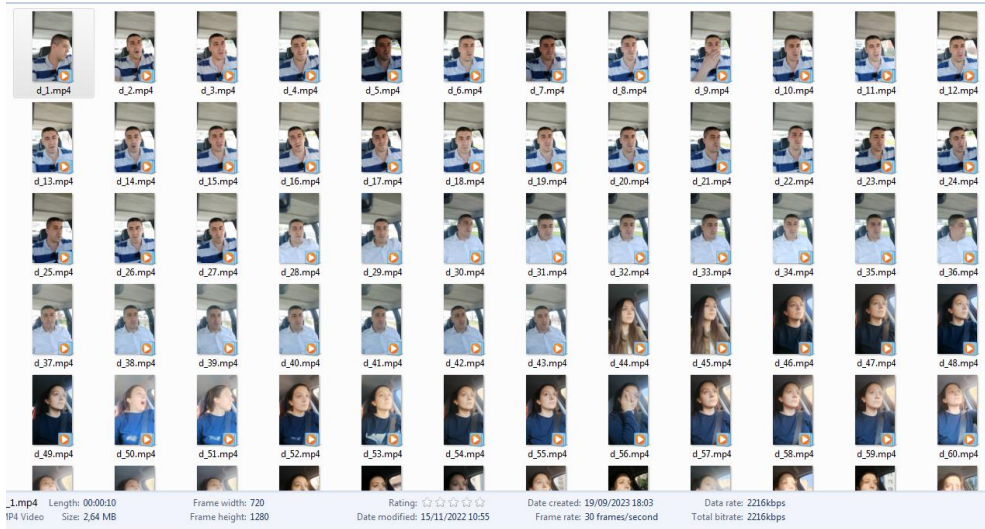 d_1.mp4 d_2.mp4 d_3.mp4 d_4.mp4 d_5.mp4 d_6.mp4 d_7.mp4 d_8.mp4 d_9.mp4 d_10.mp4 d_11.mp4 d_12.mp4
d_13.mp4 d_14.mp4 d_15.mp4 d_16.mp4 d_17.mp4 d_18.mp4 d_19.mp4 d_20.mp4 d_21.mp4 d_22.mp4 d_23.mp4 d_24.mp4
d_25.mp4 d_26.mp4 d_27.mp4 d_28.mp4 d_29.mp4 d_30.mp4 d_31.mp4 d_32.mp4 d_33.mp4 d_34.mp4 d_35.mp4 d_36.mp4
d_37.mp4 d_38.mp4 d_39.mp4 d_40.mp4 d_41.mp4 d_42.mp4 d_43.mp4 d_44.mp4 d_45.mp4 d_46.mp4 d_47.mp4 d_48.mp4
d_49.mp4 d_50.mp4 d_51.mp4 d_52.mp4 d_53.mp4 d_54.mp4 d_55.mp4 d_56.mp4 d_57.mp4 d_58.mp4 d_59.mp4 d_60.mp4
_1.mp4 Length: 00:00:10 Frame width: 720 Rating: Date created: 19/09/2023 18:03 Data rate: 2216kbps
MP4 Video Size: 2,64 MB Frame height: 1280 Date modified: 15/11/2022 10:55 Frame rate: 30 frames/second Total bitrate: 2216kbps